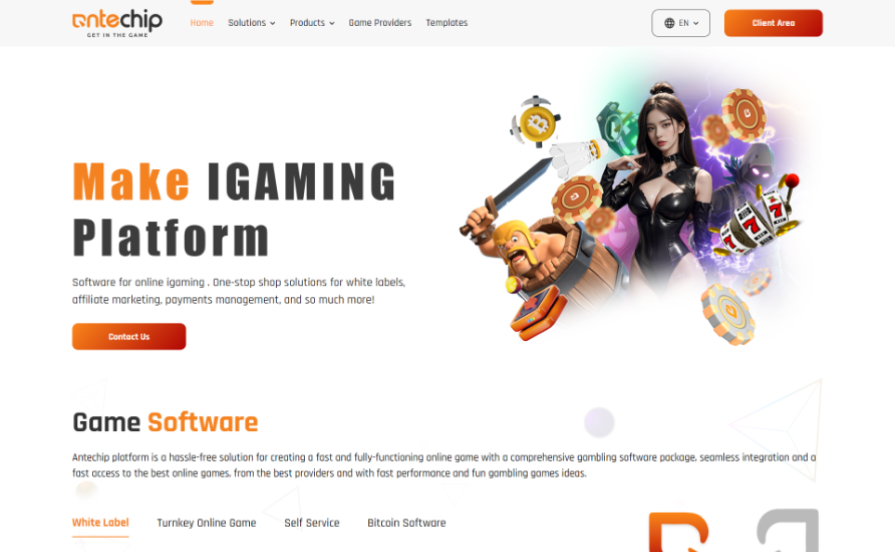 antechip
GET IN THE GAME
Home
Solutions
Products
Game Providers
Templates
EN
Client Area
Make IGAMING
Platform
Software for online igaming . One-stop shop solutions for white labels,
affiliate marketing, payments management, and so much more!
Contact Us
7 7 7
Game Software
Antechip platform is a hassle-free solution for creating a fast and fully-functioning online game with a comprehensive gambling software package, seamless integration and a
fast access to the best online games, from the best providers and with fast performance and fun gambling games ideas.
White Label
Turnkey Online Game
Self Service
Bitcoin Software